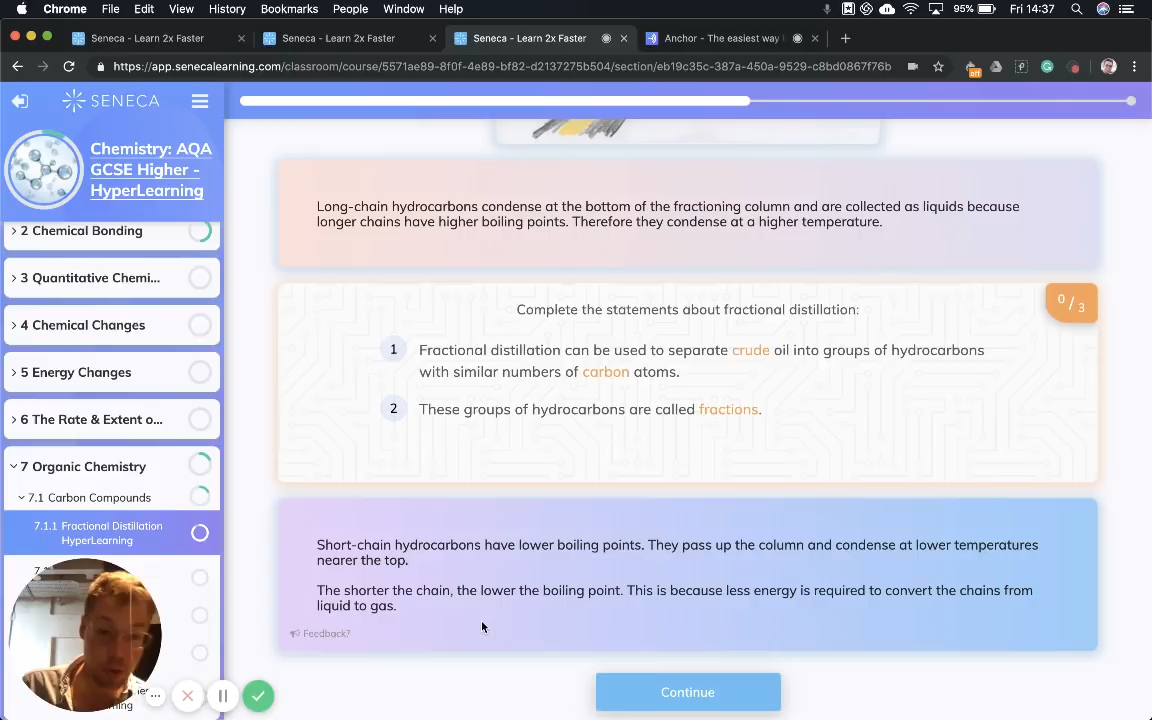 Chrome File Edit View History Bookmarks People Window Help 95% Fri 14:37
Seneca - Learn 2x Faster Seneca - Learn 2x Faster Seneca - Learn 2x Faster Anchor - The easiest way
https://app.senecalearning.com/classroom/course/5571ae89-8f0f-4e89-bf82-d2137275b504/section/eb19c35c-387a-450a-9529-c8bd0867f76b
off
SENECA
Chemistry: AQA
GCSE Higher -
HyperLearning
2 Chemical Bonding
3 Quantitative Chemi...
4 Chemical Changes
5 Energy Changes
6 The Rate & Extent o...
7 Organic Chemistry
7.1 Carbon Compounds
7.1.1 Fractional Distillation
HyperLearning
Long-chain hydrocarbons condense at the bottom of the fractioning column and are collected as liquids because
longer chains have higher boiling points. Therefore they condense at a higher temperature.
0/3
Complete the statements about fractional distillation:
1 Fractional distillation can be used to separate crude oil into groups of hydrocarbons
with similar numbers of carbon atoms.
2 These groups of hydrocarbons are called fractions.
Short-chain hydrocarbons have lower boiling points. They pass up the column and condense at lower temperatures
nearer the top.
The shorter the chain, the lower the boiling point. This is because less energy is required to convert the chains from
liquid to gas.
Feedback?
Continue